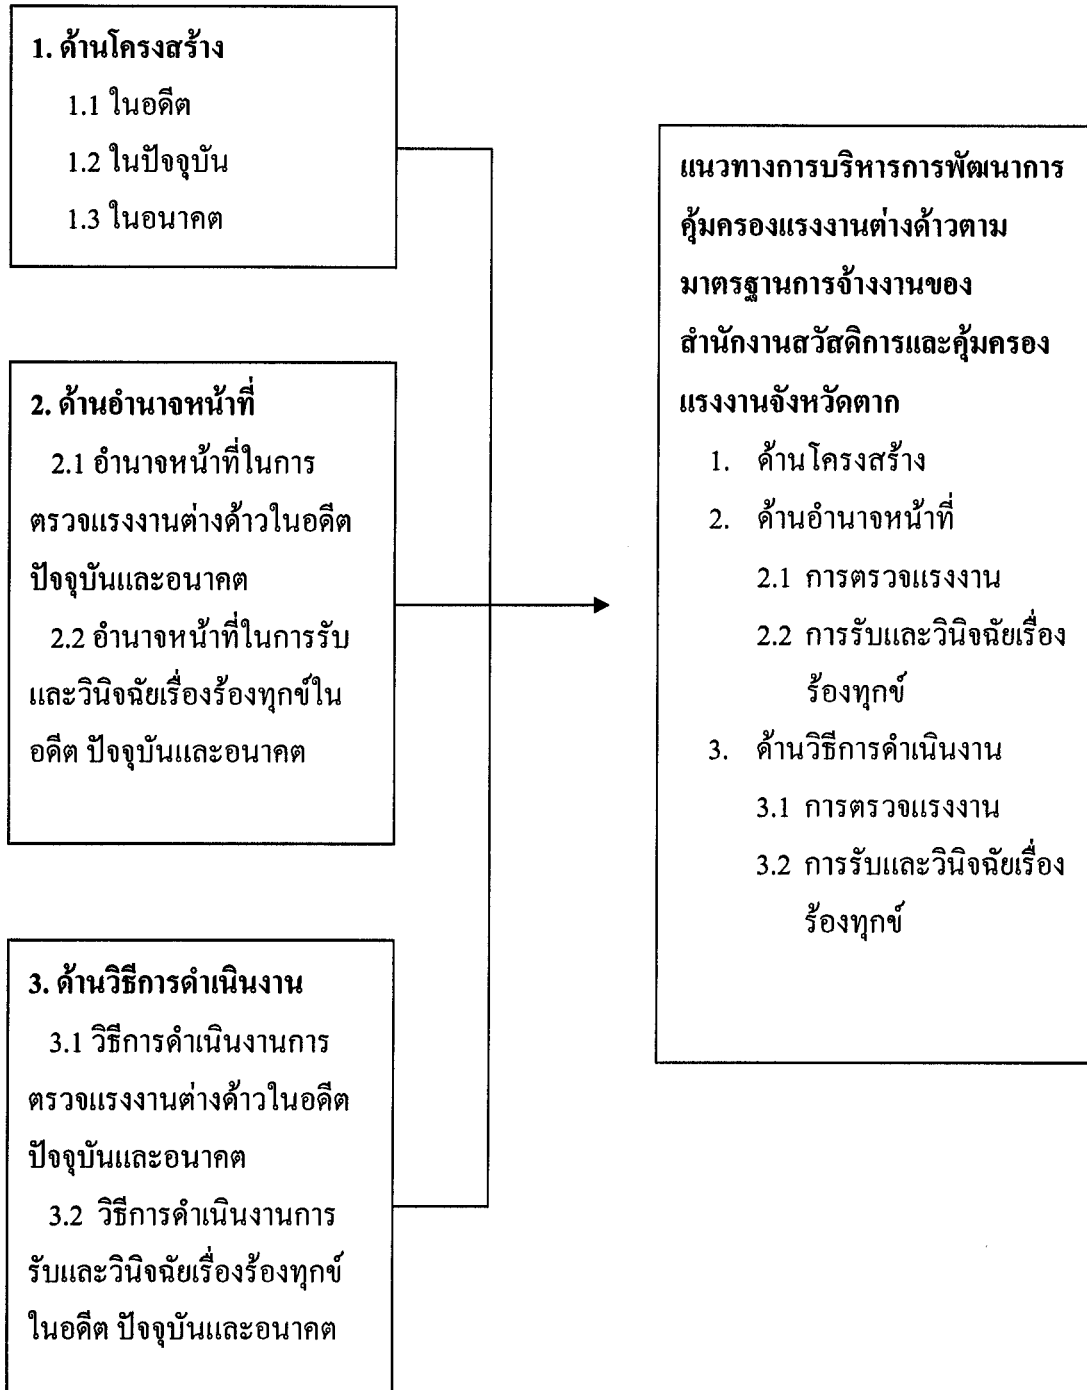 1. ด้านโครงสร้าง
1.1 ในอดีต
1.2 ในปัจจุบัน
1.3 ในอนาคต
2. ด้านอำนาจหน้าที่
2.1 อำนาจหน้าที่ในการ
ตรวจแรงงานต่างด้าวในอดีต
ปัจจุบันและอนาคต
2.2 อำนาจหน้าที่ในการรับ
และวินิจฉัยเรื่องร้องทุกข์ใน
อดีต ปัจจุบันและอนาคต
3. ด้านวิธีการดำเนินงาน
3.1 วิธีการดำเนินงานการ
ตรวจแรงงานต่างด้าวในอดีต
ปัจจุบันและอนาคต
3.2 วิธีการดำเนินงานการ
รับและวินิจฉัยเรื่องร้องทุกข์
ในอดีต ปัจจุบันและอนาคต
แนวทางการบริหารการพัฒนาการ
คุ้มครองแรงงานต่างด้าวตาม
มาตรฐานการจ้างงานของ
สำนักงานสวัสดิการและคุ้มครอง
แรงงานจังหวัดตาก
1. ด้านโครงสร้าง
2. ด้านอำนาจหน้าที่
2.1 การตรวจแรงงาน
2.2 การรับและวินิจฉัยเรื่อง
ร้องทุกข์
3. ด้านวิธีการดำเนินงาน
3.1 การตรวจแรงงาน
3.2 การรับและวินิจฉัยเรื่อง
ร้องทุกข์